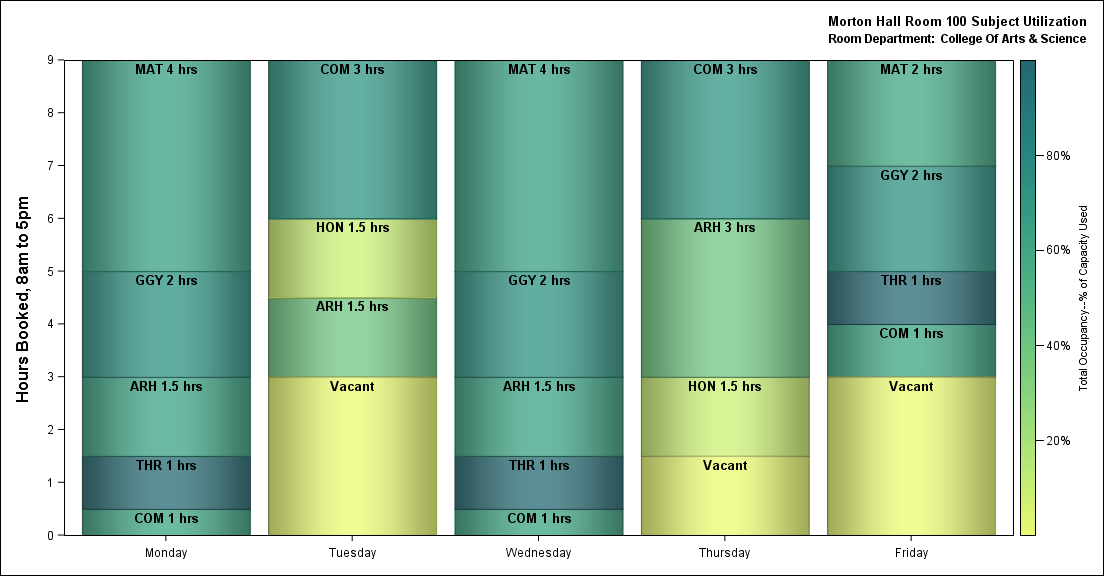 Morton Hall Room 100 Subject Utilization
Room Department: College Of Arts & Science
Hours Booked, 8am to 5pm
9
8
7
6
5
4
3
2
1
0
MAT 4 hrs
GGY 2 hrs
ARH 1.5 hrs
THR 1 hrs
COM 1 hrs
Monday
COM 3 hrs
HON 1.5 hrs
ARH 1.5 hrs
Vacant
Tuesday
MAT 4 hrs
GGY 2 hrs
ARH 1.5 hrs
THR 1 hrs
COM 1 hrs
Wednesday
COM 3 hrs
ARH 3 hrs
HON 1.5 hrs
Vacant
Thursday
MAT 2 hrs
GGY 2 hrs
THR 1 hrs
COM 1 hrs
Vacant
Friday
80%
60%
40%
20%
Total Occupancy--% of Capacity Used